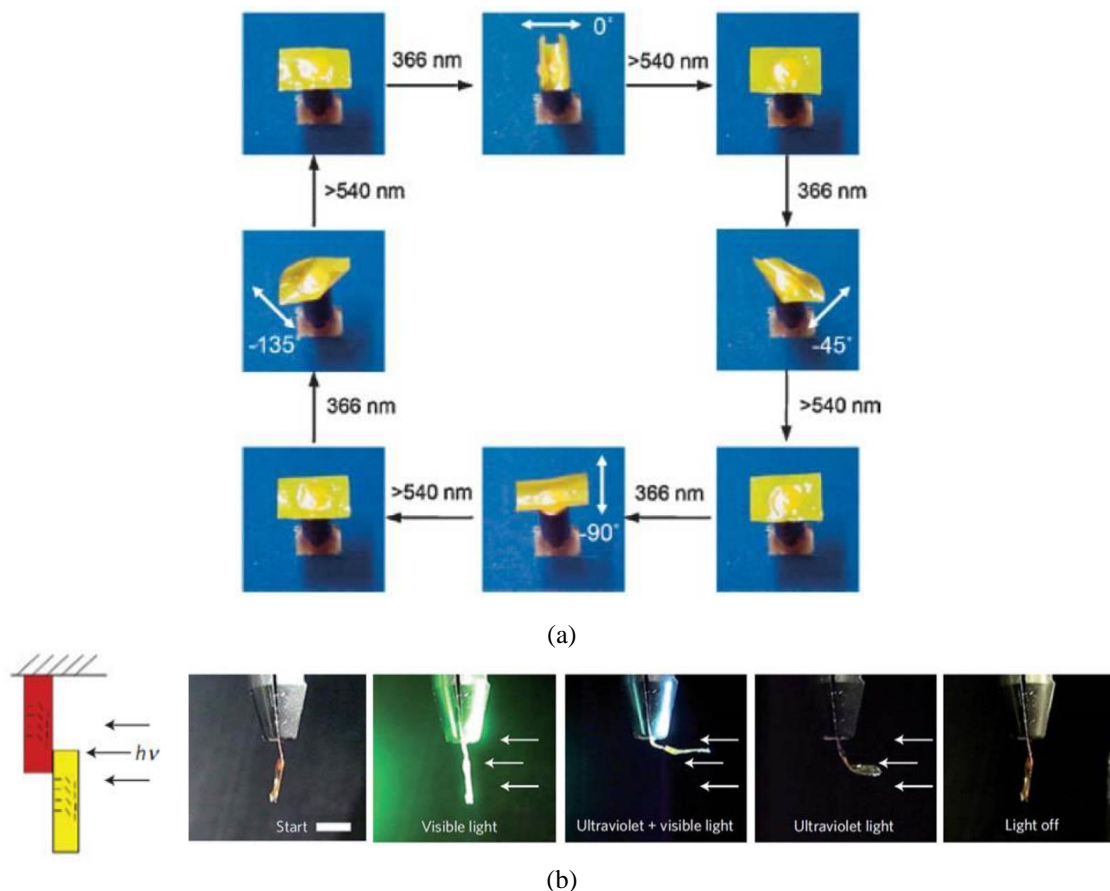 366 nm
0°
>540 nm
>540 nm
366 nm
-135°
-45°
366 nm
>540 nm
>540 nm
-90°
366 nm
(a)
hν
Start
Visible light
Ultraviolet + visible light
Ultraviolet light
Light off
(b)